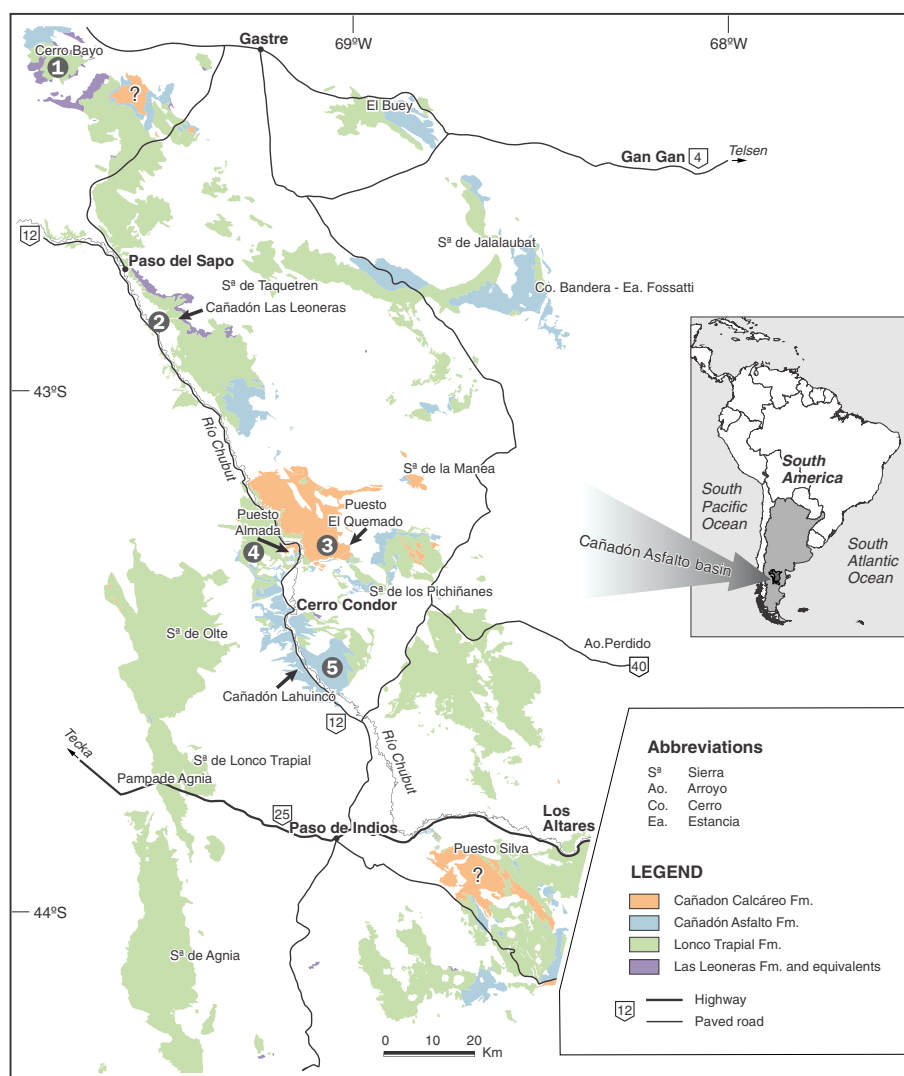 69ºW
68ºW
Gastre
Cerro Bayo
1
?
El Buey
Gan Gan
4
Telsen
12
Sª de Jalalaubat
Paso del Sapo
Sª de Taquetren
Co. Bandera - Ea. Fossatti
Cañadón Las Leoneras
2
43ºS
Río Chubut
Sª de la Manea
Puesto
El Quemado
Puesto
Almada
3
4
Sª de los Pichiñanes
Cerro Condor
Sª de Olte
Ao.Perdido
40
5
Cañadón Lahuincó
12
Río Chubut
Tecka
Sª de Lonco Trapial
Pampade Agnia
25
Paso de Indios
Los
Altares
Puesto Silva
?
44ºS
Sª de Agnia
0 10 20
Km
South
America
South
Pacific
Ocean
South
Atlantic
Ocean
Cañadón Asfalto basin
Abbreviations
Sª Sierra
Ao. Arroyo
Co. Cerro
Ea. Estancia
LEGEND
Cañadon Calcáreo Fm.
Cañadón Asfalto Fm.
Lonco Trapial Fm.
Las Leoneras Fm. and equivalents
12 Highway
Paved road